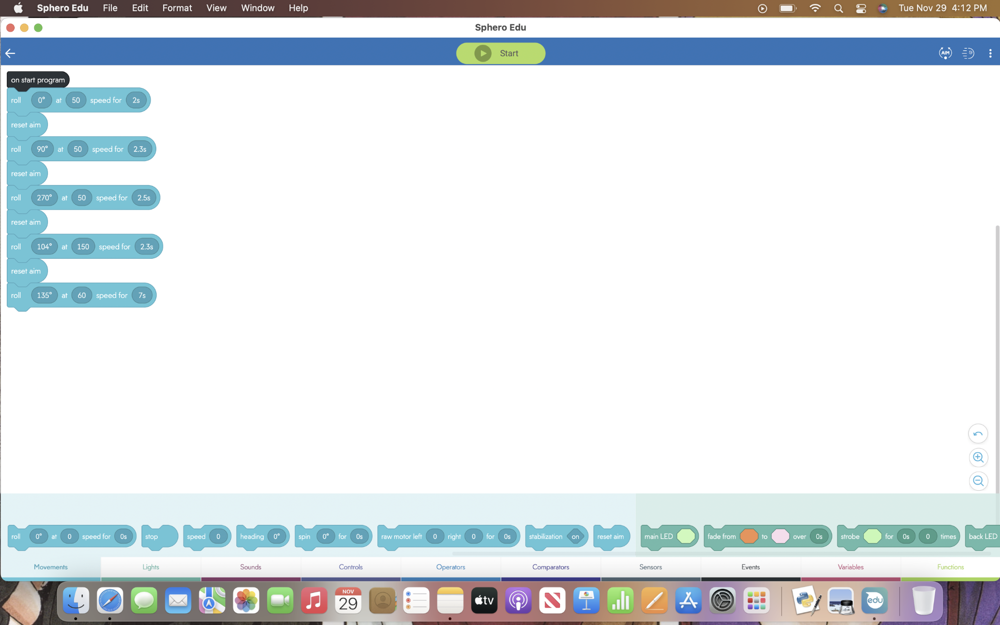 Sphero Edu File Edit Format View Window Help Tue Nov 29 4:12 PM
Sphero Edu
Start
AIM
on start program
roll 0° at 50 speed for 2s
reset aim
roll 90° at 50 speed for 2.3s
reset aim
roll 270° at 50 speed for 2.5s
reset aim
roll 104° at 150 speed for 2.3s
reset aim
roll 135° at 60 speed for 7s
roll 0° at 0 speed for 0s stop speed 0 heading 0° spin 0° for 0s raw motor left 0 right 0 for 0s stabilization on reset aim main LED fade from to over 0s strobe for 0s 0 times back LED
Movements Lights Sounds Controls Operators Comparators Sensors Events Variables Functions
NOV
29
tv
edu